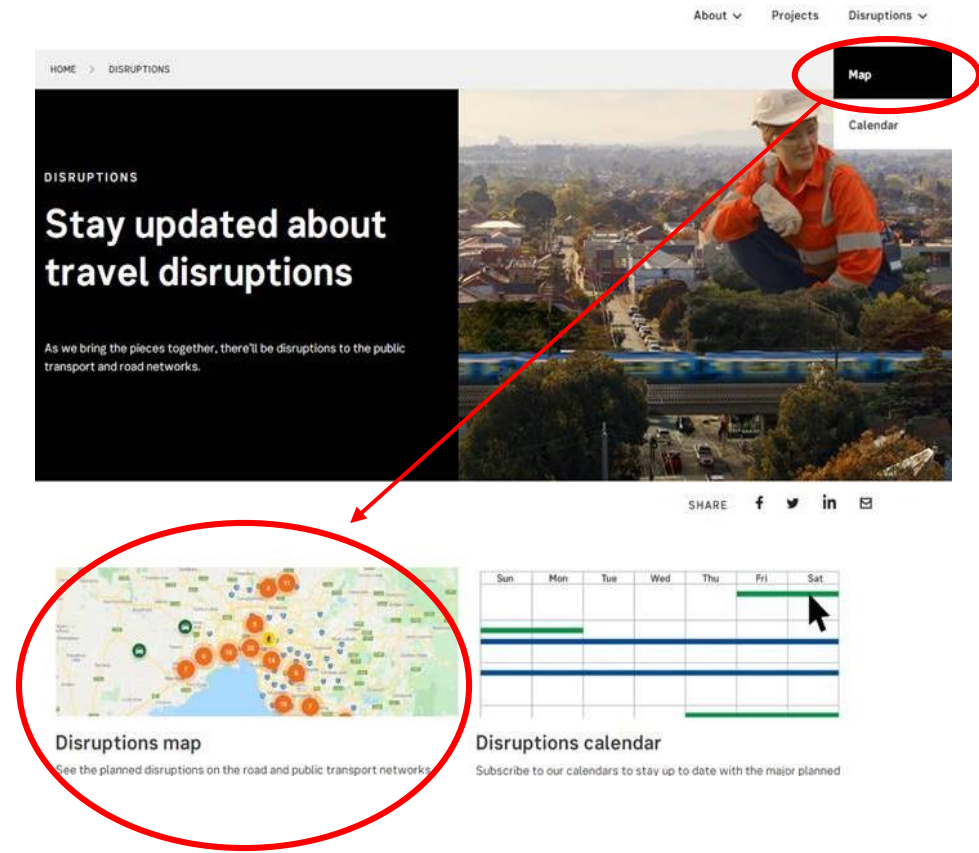 About Projects Disruptions
Map
Calendar
HOME > DISRUPTIONS
DISRUPTIONS
Stay updated about
travel disruptions
As we bring the pieces together, there'll be disruptions to the public
transport and road networks.
SHARE f in
Sun Mon Tue Wed Thu Fri Sat
Disruptions map
See the planned disruptions on the road and public transport networks
Disruptions calendar
Subscribe to our calendars to stay up to date with the major planned